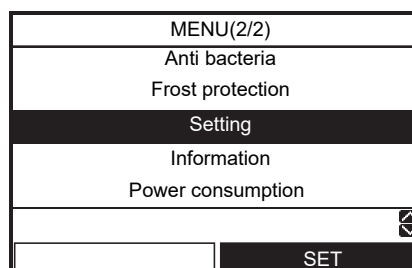 MENU(2/2)
Anti bacteria
Frost protection
Setting
Information
Power consumption
SET